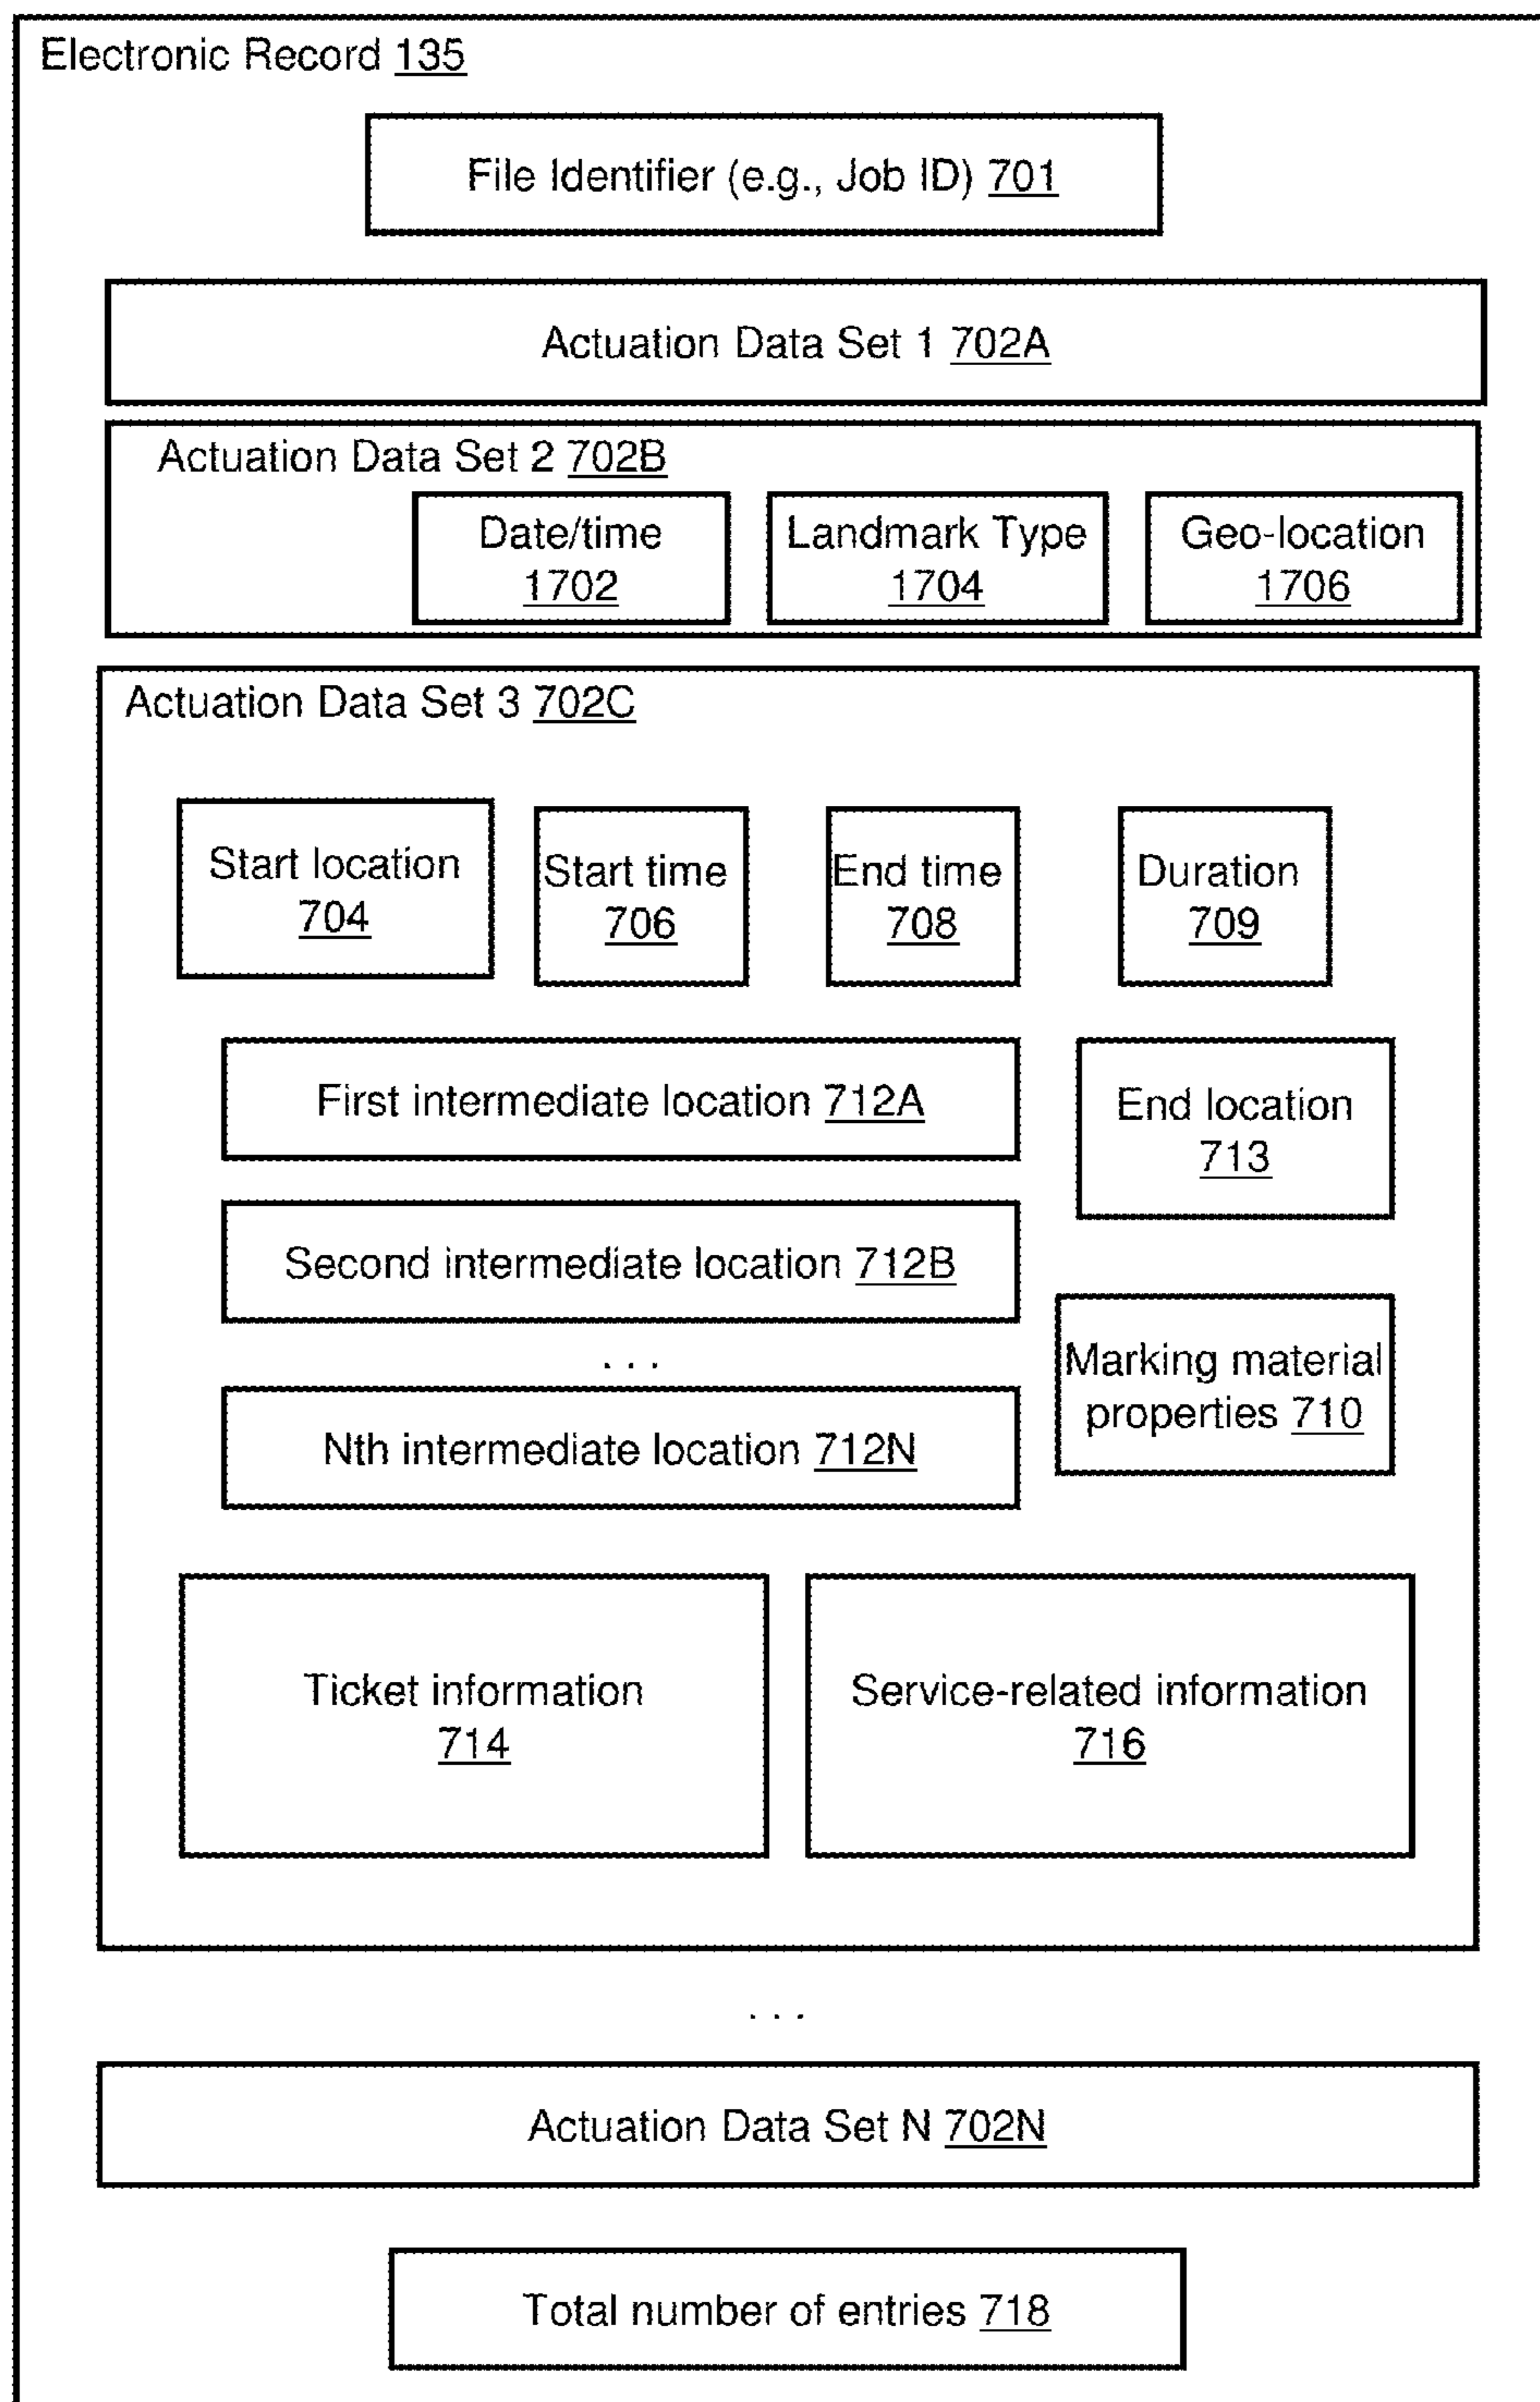 Electronic Record 135
File Identifier (e.g., Job ID) 701
Actuation Data Set 1 702A
Actuation Data Set 2 702B
Date/time
1702
Landmark Type
1704
Geo-location
1706
Actuation Data Set 3 702C
Start location
704
Start time
706
End time
708
Duration
709
First intermediate location 712A
End location
713
Second intermediate location 712B
. . .
Marking material
properties 710
Nth intermediate location 712N
Ticket information
714
Service-related information
716
. . .
Actuation Data Set N 702N
Total number of entries 718